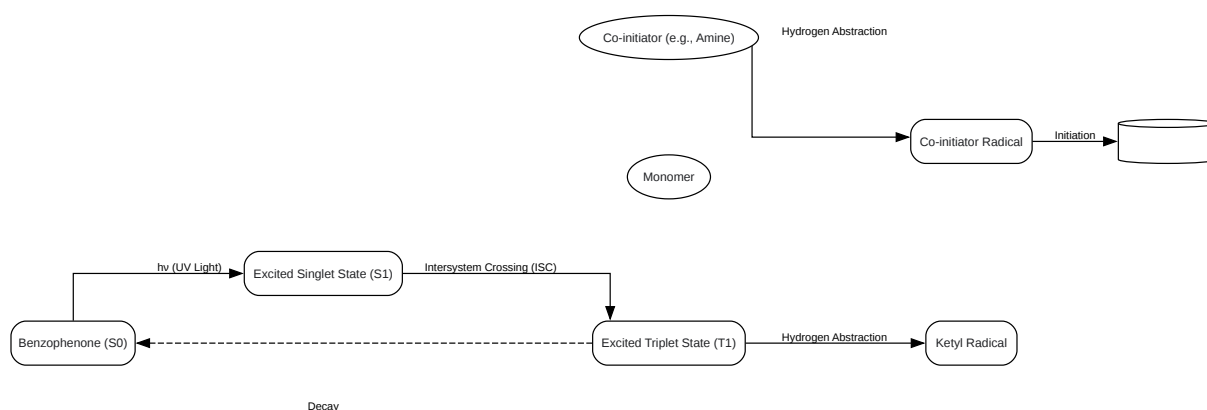 Co-initiator (e.g., Amine)
Hydrogen Abstraction
Co-initiator Radical
Initiation
Monomer
hν (UV Light)
Excited Singlet State (S1)
Intersystem Crossing (ISC)
Benzophenone (S0)
Excited Triplet State (T1)
Hydrogen Abstraction
Ketyl Radical
Decay